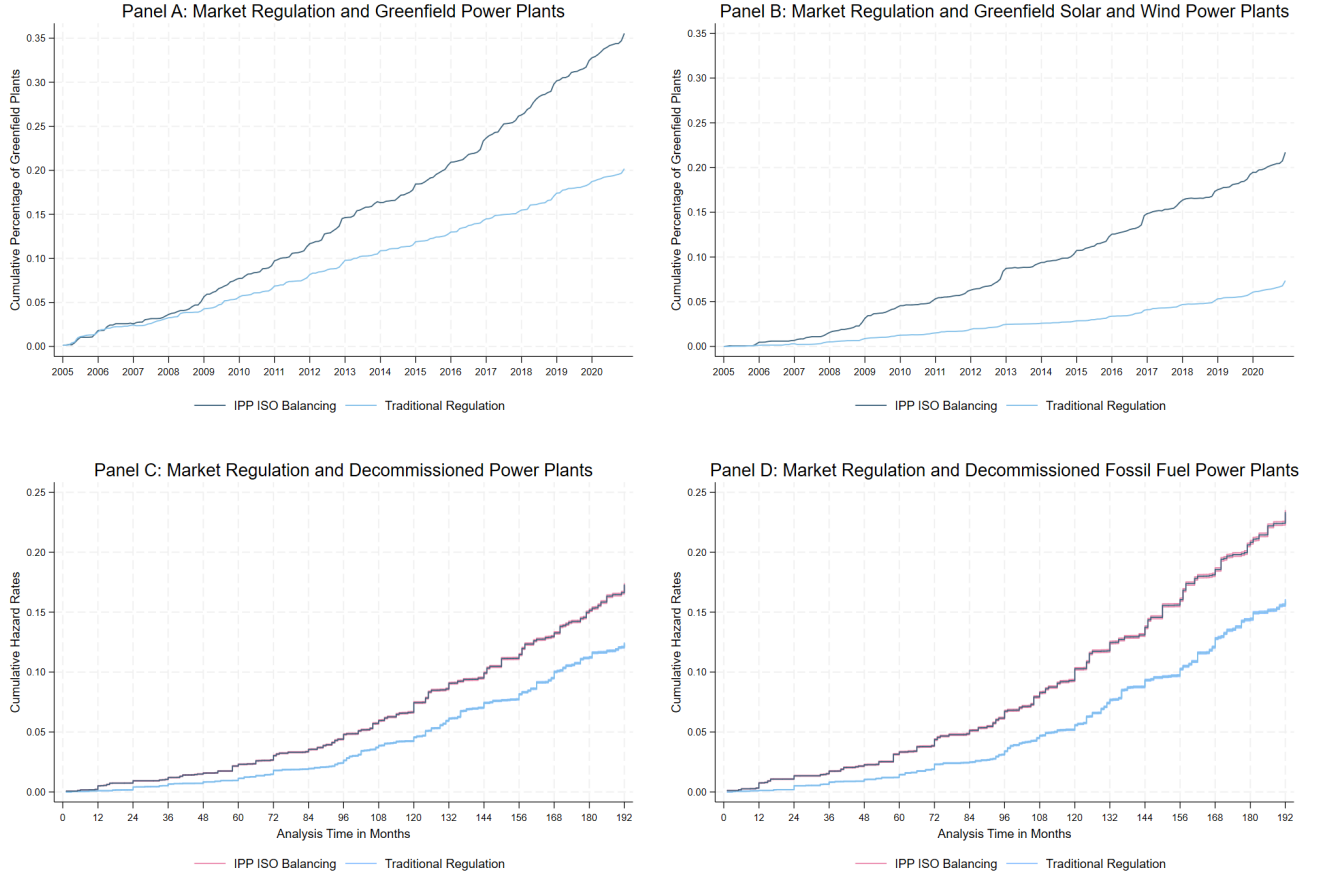 Panel A: Market Regulation and Greenfield Power Plants
Cumulative Percentage of Greenfield Plants
0.35
0.30
0.25
0.20
0.15
0.10
0.05
0.00
2005 2006 2007 2008 2009 2010 2011 2012 2013 2014 2015 2016 2017 2018 2019 2020
IPP ISO Balancing Traditional Regulation
Panel B: Market Regulation and Greenfield Solar and Wind Power Plants
Cumulative Percentage of Greenfield Plants
0.35
0.30
0.25
0.20
0.15
0.10
0.05
0.00
2005 2006 2007 2008 2009 2010 2011 2012 2013 2014 2015 2016 2017 2018 2019 2020
IPP ISO Balancing Traditional Regulation
Panel C: Market Regulation and Decommissioned Power Plants
Cumulative Hazard Rates
0.25
0.20
0.15
0.10
0.05
0.00
0 12 24 36 48 60 72 84 96 108 120 132 144 156 168 180 192
Analysis Time in Months
IPP ISO Balancing Traditional Regulation
Panel D: Market Regulation and Decommissioned Fossil Fuel Power Plants
Cumulative Hazard Rates
0.25
0.20
0.15
0.10
0.05
0.00
0 12 24 36 48 60 72 84 96 108 120 132 144 156 168 180 192
Analysis Time in Months
IPP ISO Balancing Traditional Regulation